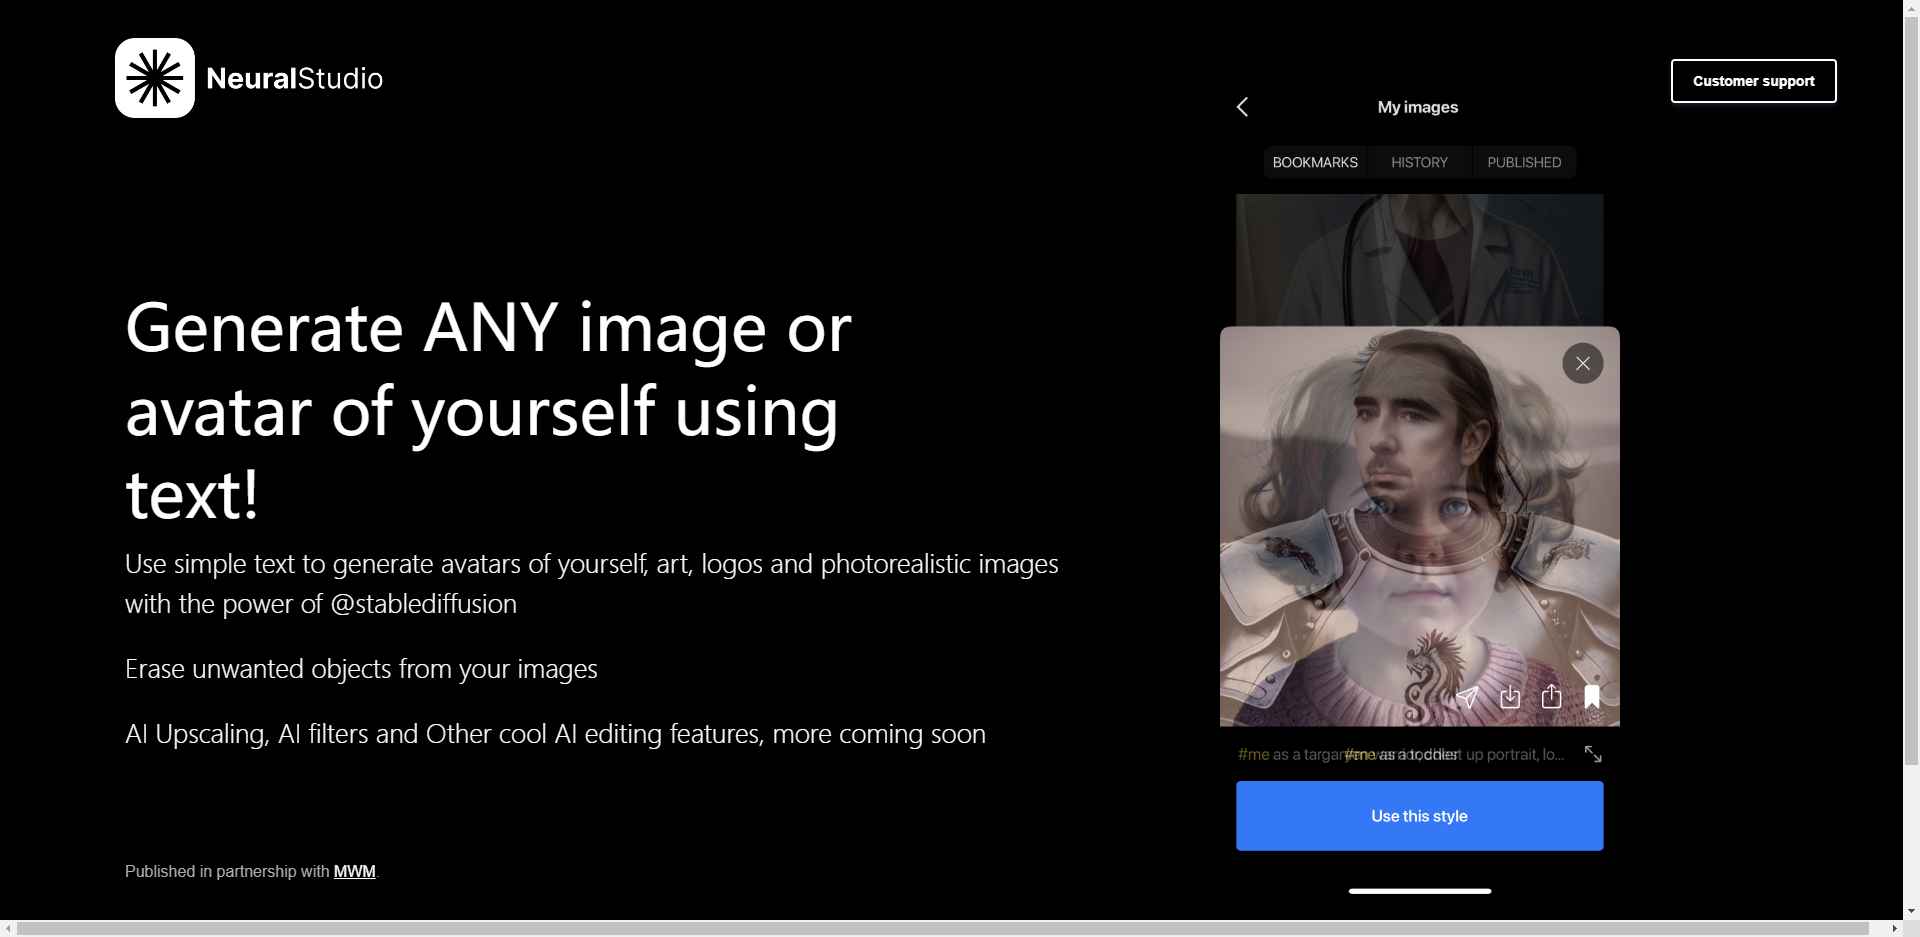 NeuralStudio
Customer support
My images
BOOKMARKS
HISTORY
PUBLISHED
Generate ANY image or
avatar of yourself using
text!
Use simple text to generate avatars of yourself, art, logos and photorealistic images
with the power of @stablediffusion
Erase unwanted objects from your images
AI Upscaling, AI filters and Other cool AI editing features, more coming soon
#me as a
#me as a toddler
up portrait, lo...
Use this style
Published in partnership with MWM.